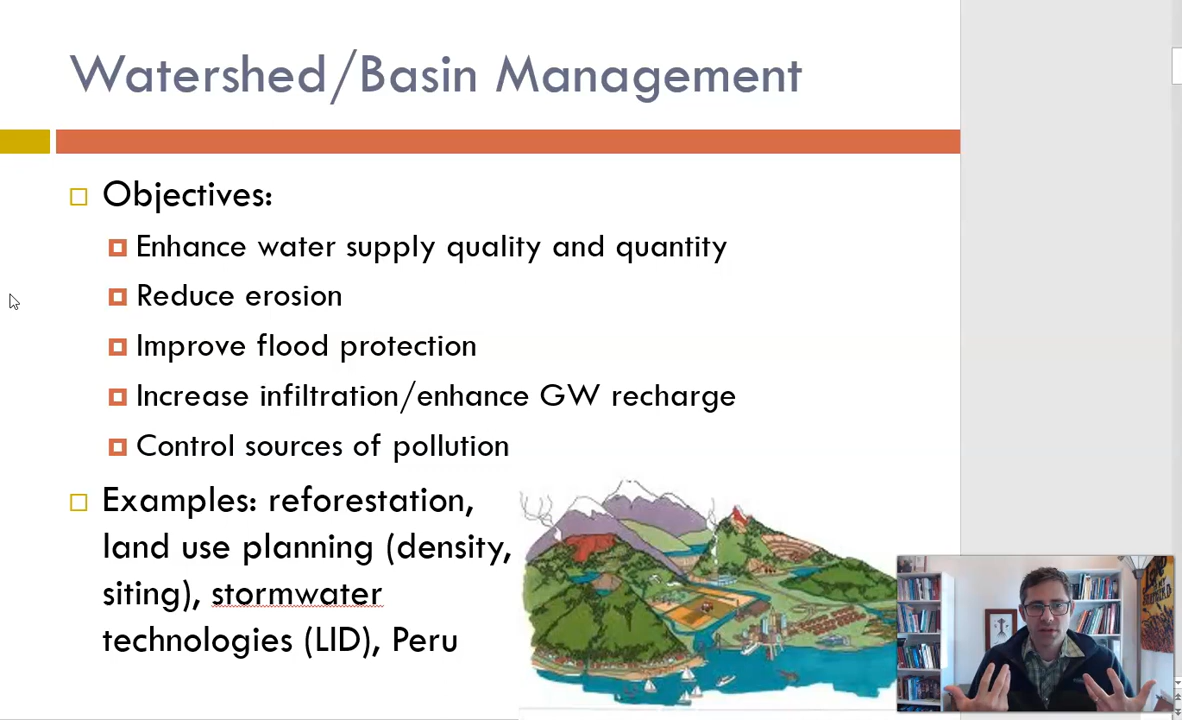 Watershed/Basin Management
Objectives:
Enhance water supply quality and quantity
Reduce erosion
Improve flood protection
Increase infiltration/enhance GW recharge
Control sources of pollution
Examples: reforestation,
land use planning (density,
siting), stormwater
technologies (LID), Peru